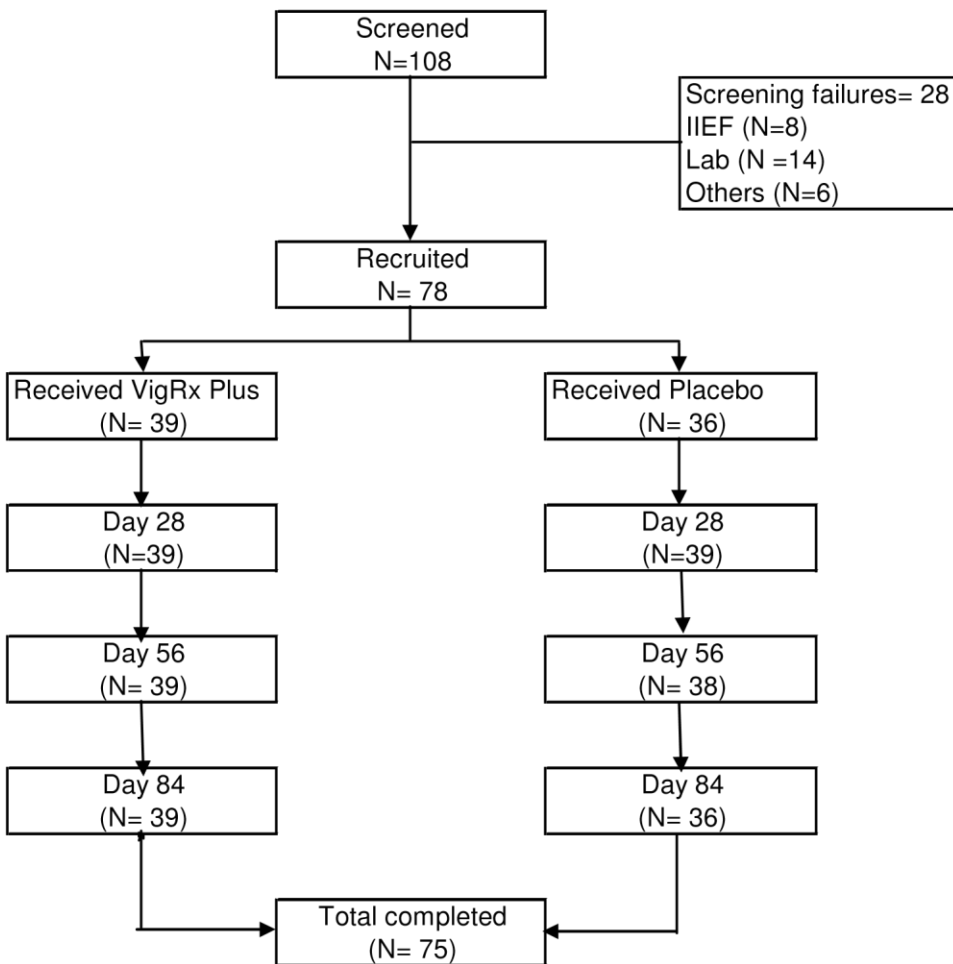 Screened
N=108
Screening failures= 28
IIEF (N=8)
Lab (N =14)
Others (N=6)
Recruited
N= 78
Received VigRx Plus
(N= 39)
Received Placebo
(N= 36)
Day 28
(N=39)
Day 28
(N=39)
Day 56
(N= 39)
Day 56
(N= 38)
Day 84
(N= 39)
Day 84
(N= 36)
Total completed
(N= 75)